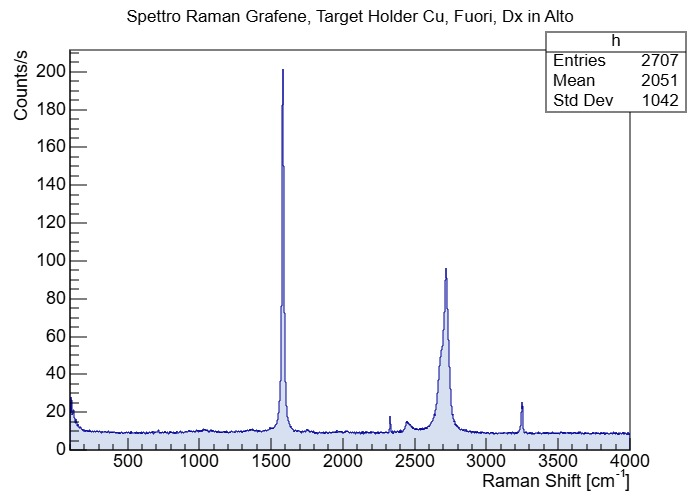 Spettro Raman Grafene, Target Holder Cu, Fuori, Dx in Alto
h
Entries 2707
Mean 2051
Std Dev 1042
Counts/s
200
180
160
140
120
100
80
60
40
20
0
500 1000 1500 2000 2500 3000 3500 4000
Raman Shift [cm⁻¹]